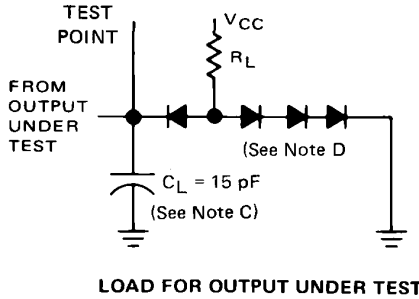 TEST
POINT
VCC
RL
FROM
OUTPUT
UNDER
TEST
(See Note D
CL = 15 pF
(See Note C)
LOAD FOR OUTPUT UNDER TEST